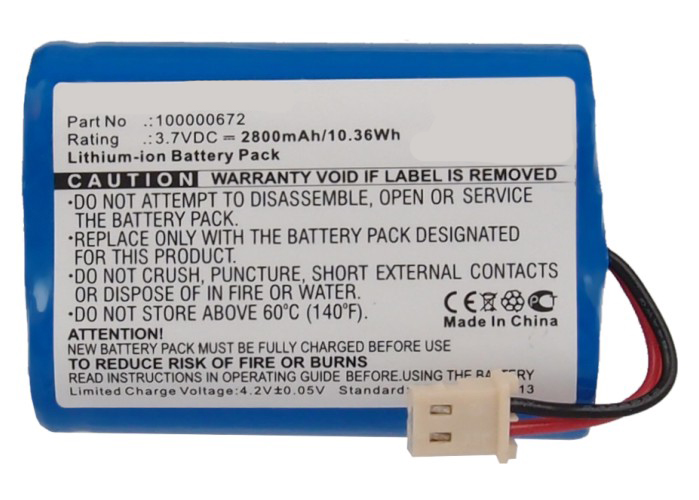 Part No .:100000672
Rating .:3.7VDC ⎓ 2800mAh/10.36Wh
Lithium-ion Battery Pack
CAUTION WARRANTY VOID IF LABEL IS REMOVED
•DO NOT ATTEMPT TO DISASSEMBLE, OPEN OR SERVICE
THE BATTERY PACK.
•REPLACE ONLY WITH THE BATTERY PACK DESIGNATED
FOR THIS PRODUCT.
•DO NOT CRUSH, PUNCTURE, SHORT EXTERNAL CONTACTS
OR DISPOSE OF IN FIRE OR WATER.
•DO NOT STORE ABOVE 60°C (140°F).
CE
Made In China
ATTENTION!
NEW BATTERY PACK MUST BE FULLY CHARGED BEFORE USE
TO REDUCE RISK OF FIRE OR BURNS
READ INSTRUCTIONS IN OPERATING GUIDE BEFORE.USING THE BATTERY
Limited Charge Voltage:4.2V±0.05V Standard: 13